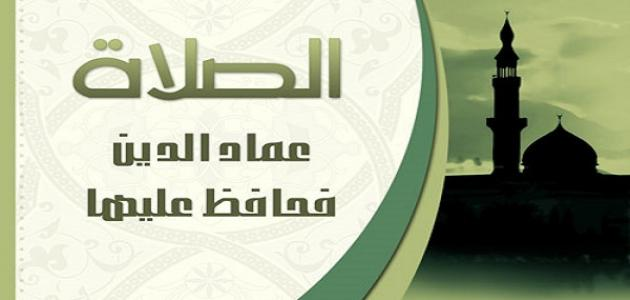 الصلاة
عماد الدين
فحافظ عليها